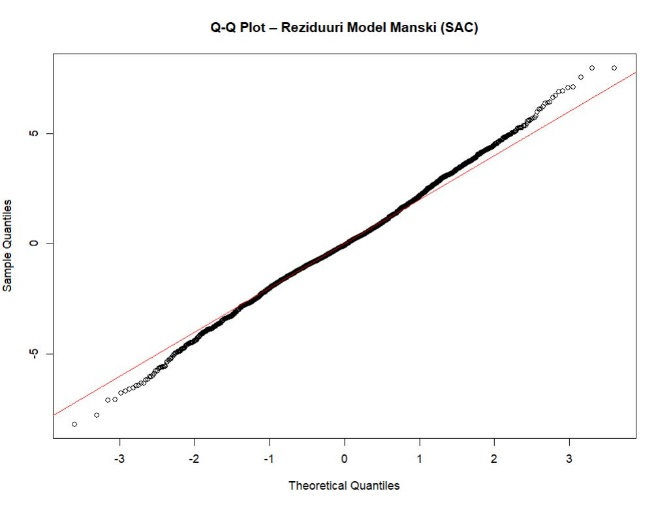 Q-Q Plot – Reziduuri Model Manski (SAC)
Sample Quantiles
5
0
-5
-3 -2 -1 0 1 2 3
Theoretical Quantiles